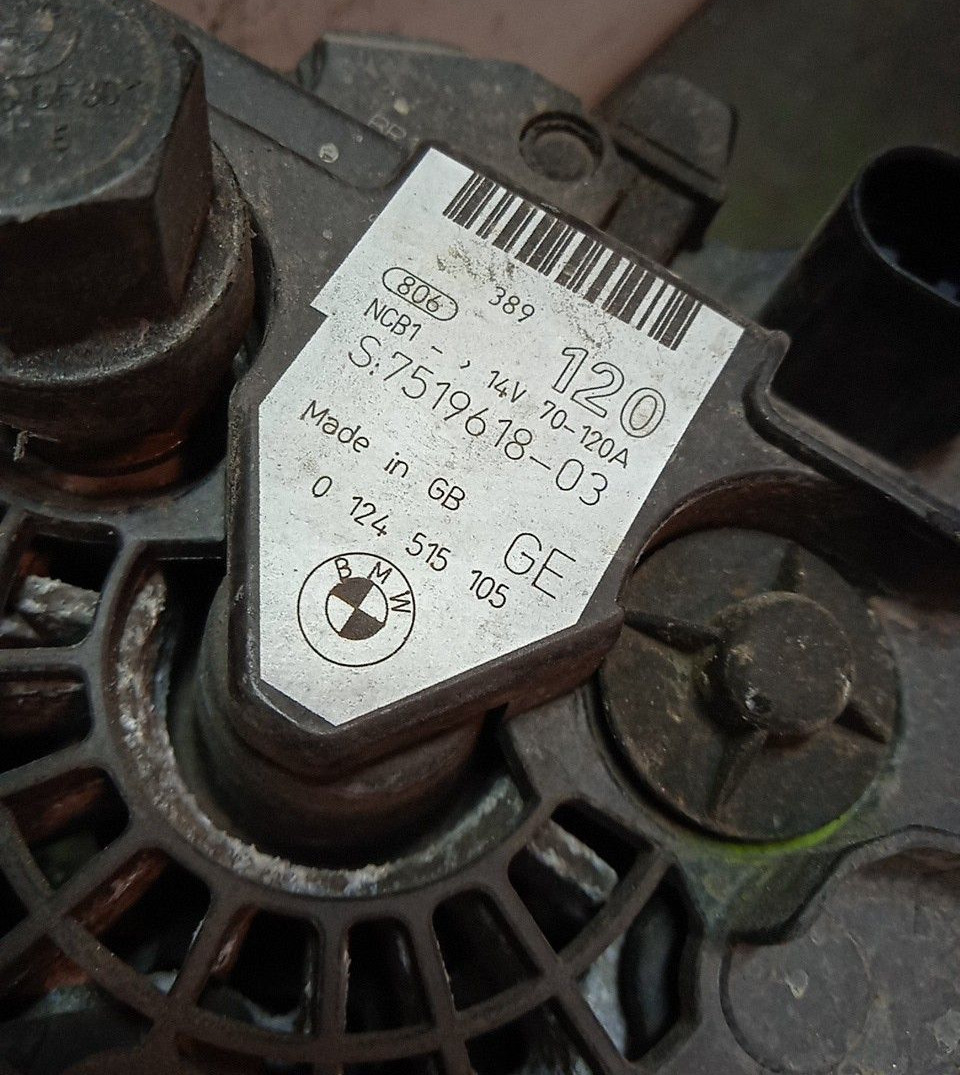 806 389
120
NCB1 - , 14V 70-120A
S:7519618-03
Made in GB
GE
0 124 515 105
BMW